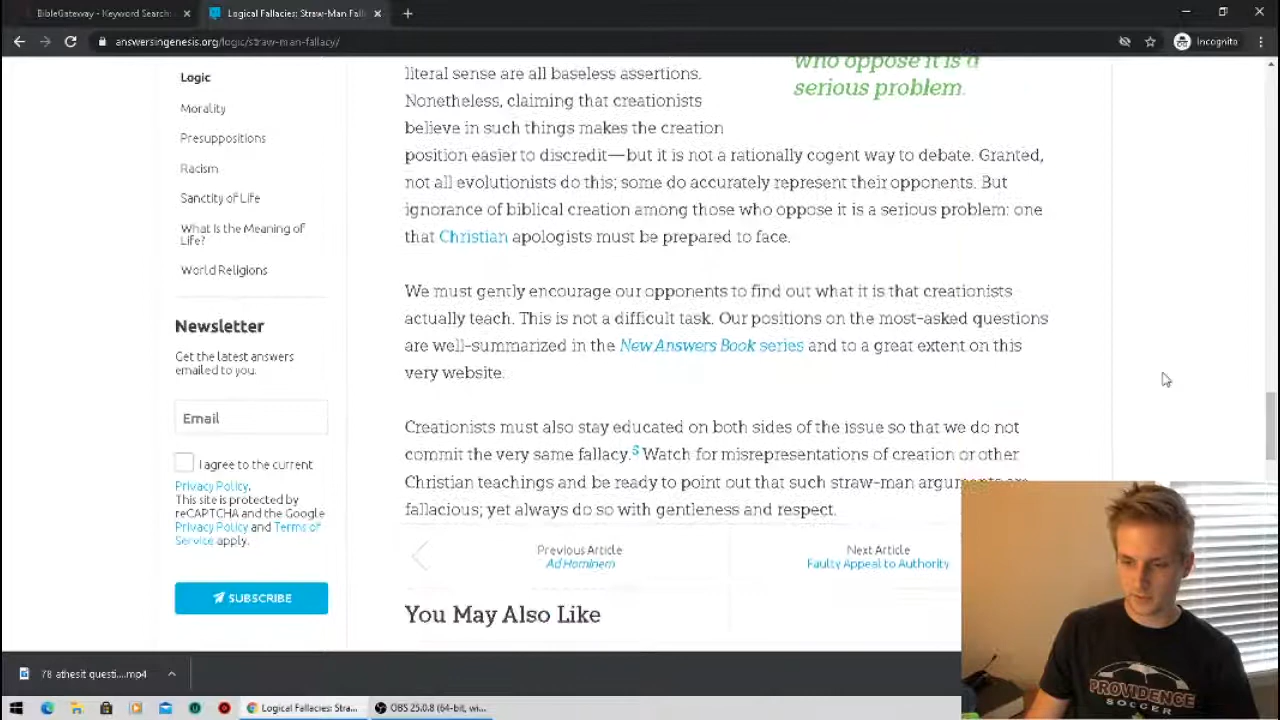 BibleGateway - Keyword Search:
Logical Fallacies: Straw-Man Fall
answersingenesis.org/logic/straw-man-fallacy/
Incognito
Logic
Morality
Presuppositions
Racism
Sanctity of Life
What Is the Meaning of
Life?
World Religions
Newsletter
Get the latest answers
emailed to you.
Email
I agree to the current
Privacy Policy.
This site is protected by
reCAPTCHA and the Google
Privacy Policy and Terms of
Service apply.
SUBSCRIBE
who oppose it is a
serious problem.
literal sense are all baseless assertions.
Nonetheless, claiming that creationists
believe in such things makes the creation
position easier to discredit—but it is not a rationally cogent way to debate. Granted,
not all evolutionists do this; some do accurately represent their opponents. But
ignorance of biblical creation among those who oppose it is a serious problem: one
that Christian apologists must be prepared to face.
We must gently encourage our opponents to find out what it is that creationists
actually teach. This is not a difficult task. Our positions on the most-asked questions
are well-summarized in the New Answers Book series and to a great extent on this
very website.
Creationists must also stay educated on both sides of the issue so that we do not
commit the very same fallacy.5 Watch for misrepresentations of creation or other
Christian teachings and be ready to point out that such straw-man arguments are
fallacious; yet always do so with gentleness and respect.
Previous Article
Ad Hominem
Next Article
Faulty Appeal to Authority
You May Also Like
PROVIDENCE
SOCCER
78 athesit questi....mp4
Logical Fallacies: Stra...
OBS 25.0.8 (64-bit, wi...